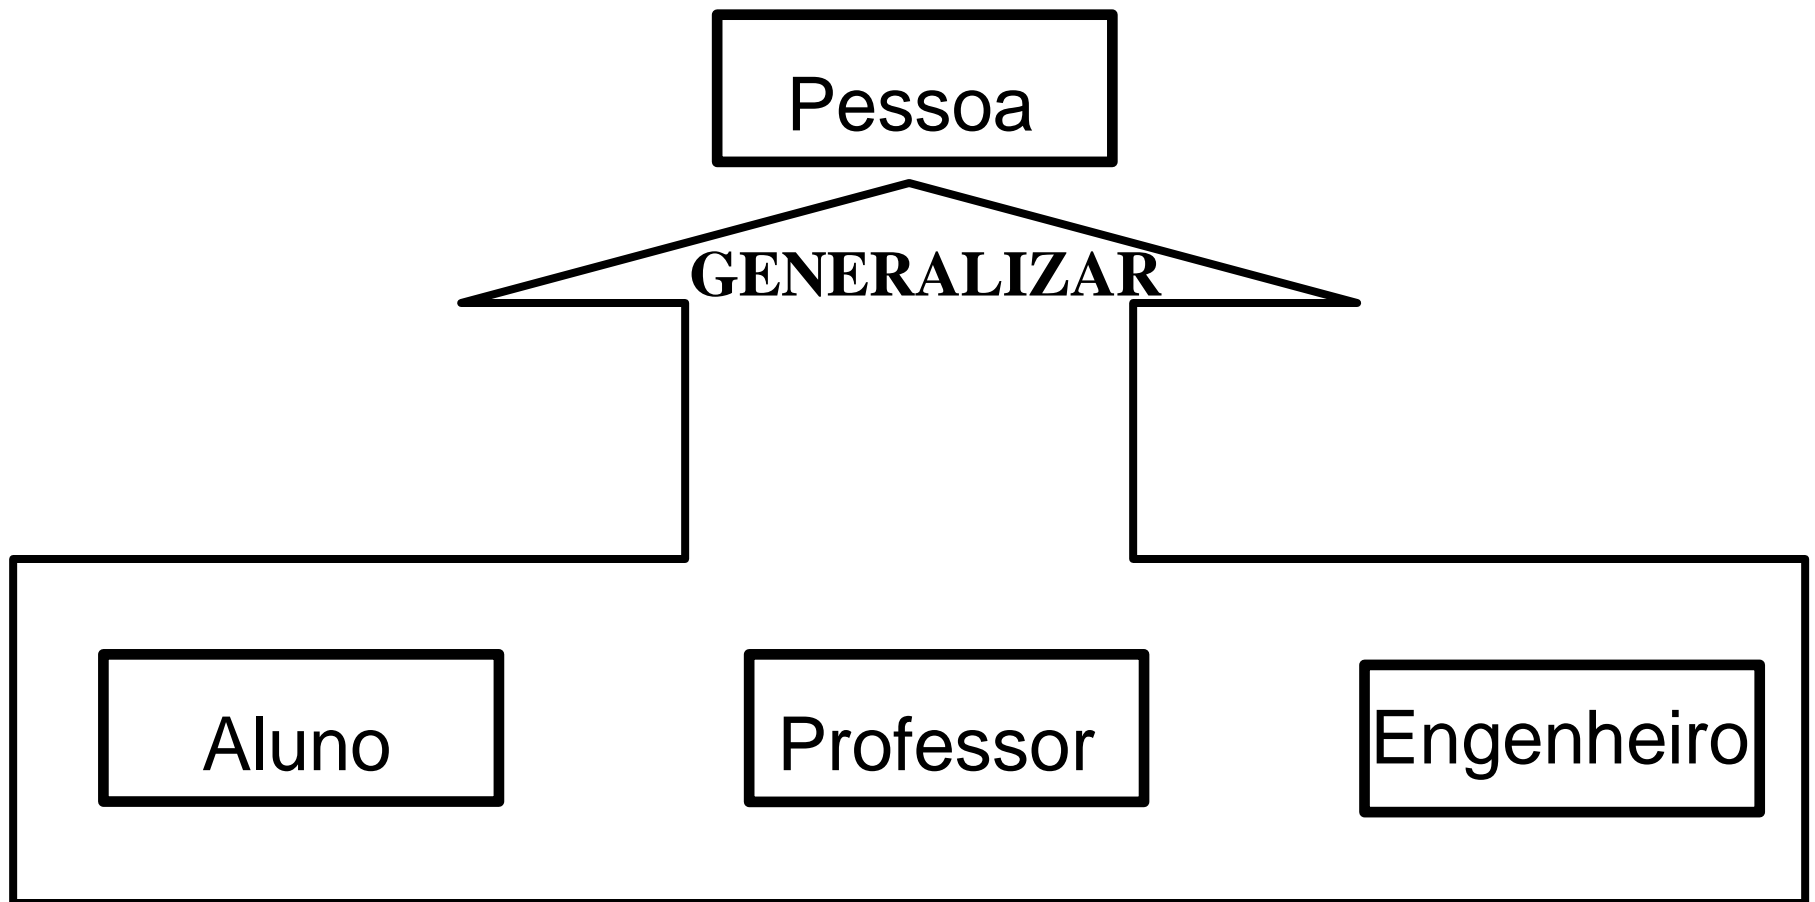 Pessoa
GENERALIZAR
Aluno
Professor
Engenheiro